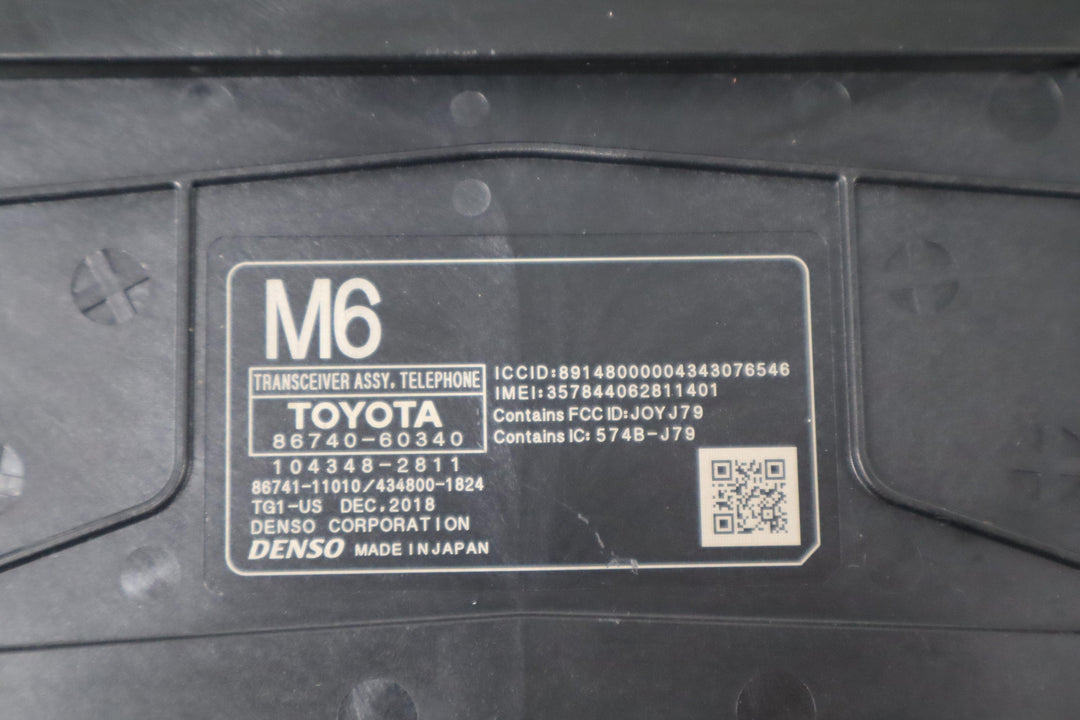 M6
TRANSCEIVER ASSY, TELEPHONE
TOYOTA
86740-60340
104348-2811
86741-11010/434800-1824
TG1-US DEC.2018
DENSO CORPORATION
DENSO MADE IN JAPAN
ICCID:89148000004343076546
IMEI:357844062811401
Contains FCC ID:JOYJ79
Contains IC: 574B-J79